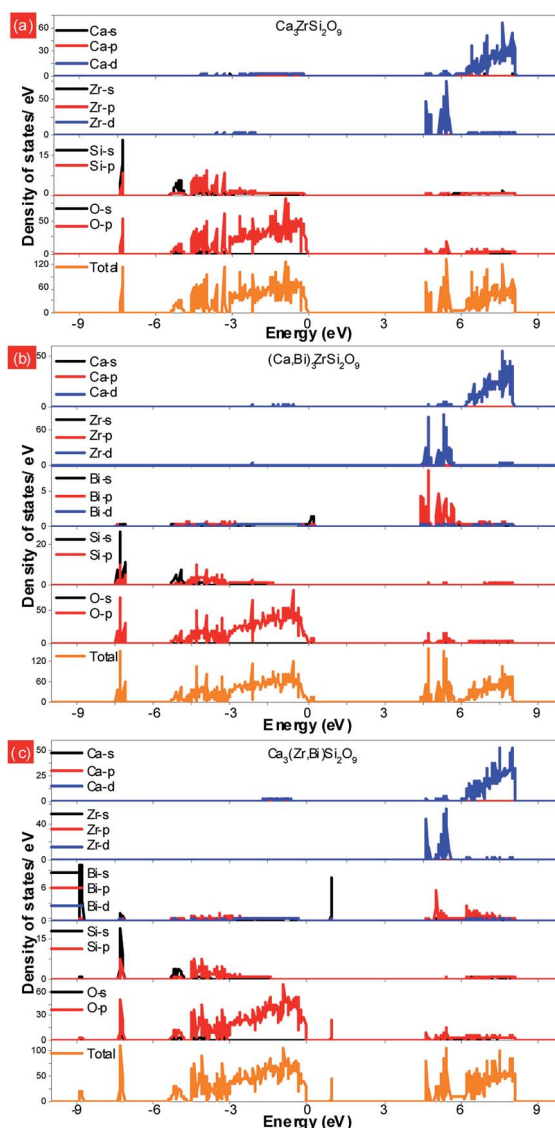 (a)
Ca3ZrSi2O9
Density of states/ eV
60
30
0
Ca-s
Ca-p
Ca-d
50
0
Zr-s
Zr-p
Zr-d
15
0
Si-s
Si-p
50
0
O-s
O-p
120
60
0
Total
-9 -6 -3 0 3 6 9
Energy (eV)
(b)
(Ca,Bi)3ZrSi2O9
Density of states/ eV
50
0
Ca-s
Ca-p
Ca-d
60
0
Zr-s
Zr-p
Zr-d
5
0
Bi-s
Bi-p
Bi-d
20
0
Si-s
Si-p
50
0
O-s
O-p
120
60
0
Total
-9 -6 -3 0 3 6 9
Energy (eV)
(c)
Ca3(Zr,Bi)Si2O9
Density of states/ eV
50
25
0
Ca-s
Ca-p
Ca-d
50
0
Zr-s
Zr-p
Zr-d
6
0
Bi-s
Bi-p
Bi-d
15
0
Si-s
Si-p
60
30
0
O-s
O-p
100
50
0
Total
-9 -6 -3 0 3 6 9
Energy (eV)